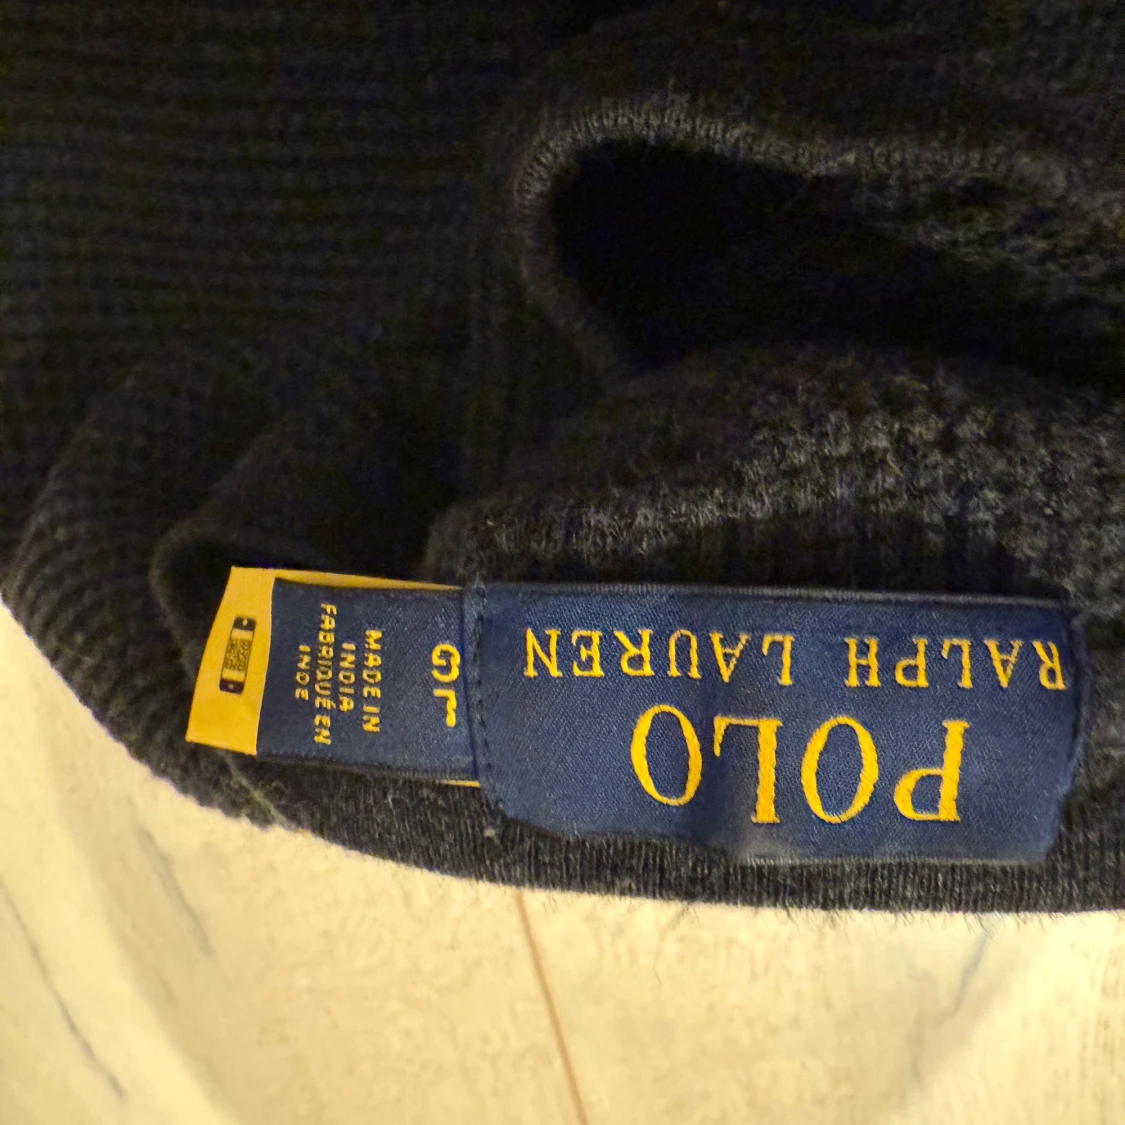 POLO
RALPH LAUREN
MADE IN
INDIA
FABRIQUÉ EN
INDE